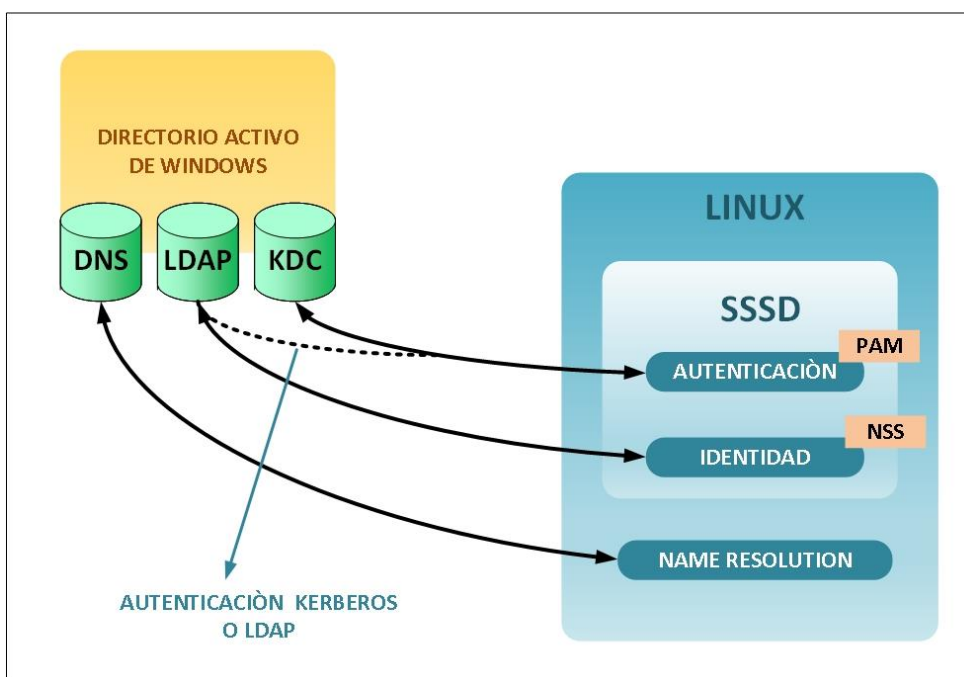 DIRECTORIO ACTIVO
DE WINDOWS
DNS
LDAP
KDC
LINUX
SSSD
PAM
AUTENTICACIÒN
NSS
IDENTIDAD
NAME RESOLUTION
AUTENTICACIÒN KERBEROS
O LDAP